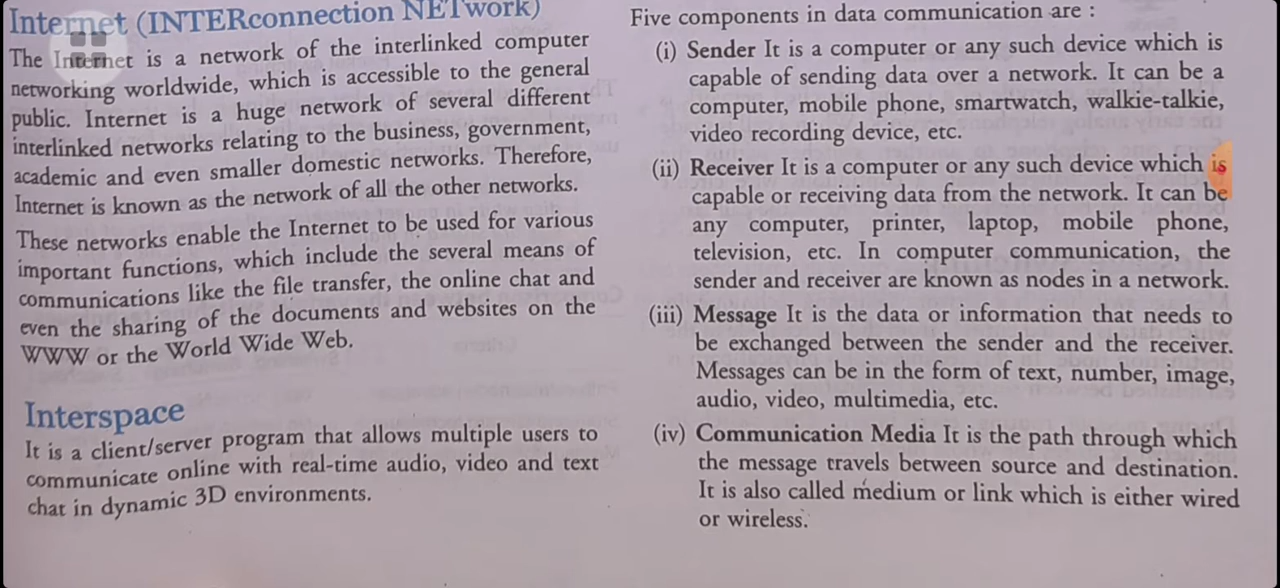 Internet (INTERconnection NETwork)
The Internet is a network of the interlinked computer
networking worldwide, which is accessible to the general
public. Internet is a huge network of several different
interlinked networks relating to the business, government,
academic and even smaller domestic networks. Therefore,
Internet is known as the network of all the other networks.
These networks enable the Internet to be used for various
important functions, which include the several means of
communications like the file transfer, the online chat and
even the sharing of the documents and websites on the
WWW or the World Wide Web.
Interspace
It is a client/server program that allows multiple users to
communicate online with real-time audio, video and text
chat in dynamic 3D environments.
Five components in data communication are :
(i) Sender It is a computer or any such device which is
capable of sending data over a network. It can be a
computer, mobile phone, smartwatch, walkie-talkie,
video recording device, etc.
(ii) Receiver It is a computer or any such device which is
capable or receiving data from the network. It can be
any computer, printer, laptop, mobile phone,
television, etc. In computer communication, the
sender and receiver are known as nodes in a network.
(iii) Message It is the data or information that needs to
be exchanged between the sender and the receiver.
Messages can be in the form of text, number, image,
audio, video, multimedia, etc.
(iv) Communication Media It is the path through which
the message travels between source and destination.
It is also called medium or link which is either wired
or wireless.